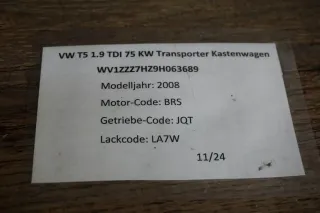 VW T5 1.9 TDI 75 KW Transporter Kastenwagen
WV1ZZZ7HZ9H063689
Modelljahr: 2008
Motor-Code: BRS
Getriebe-Code: JQT
Lackcode: LA7W
11/24